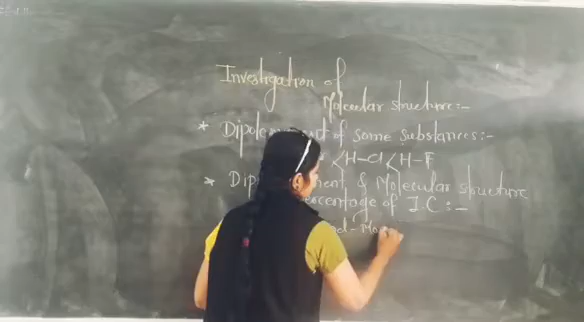 Investigation of
Molecular structure:-
* Dipole of some substances:-
<H-Cl<H-F
* Dip & Molecular structure
percentage of I.C:-